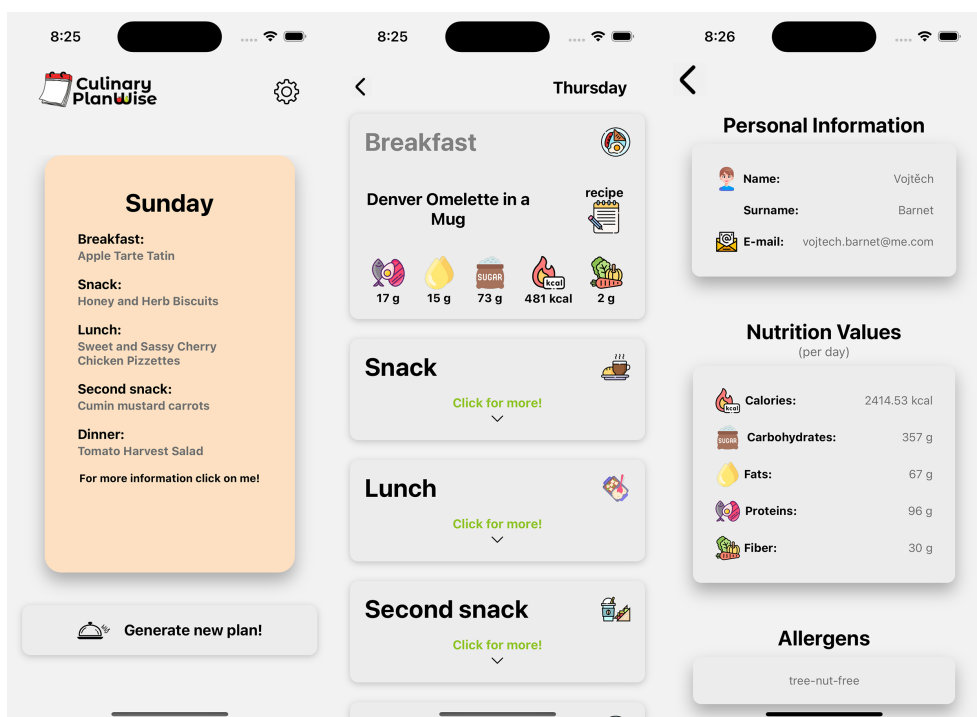 8:25
Culinary
PlanWise
Sunday
Breakfast:
Apple Tarte Tatin
Snack:
Honey and Herb Biscuits
Lunch:
Sweet and Sassy Cherry
Chicken Pizzettes
Second snack:
Cumin mustard carrots
Dinner:
Tomato Harvest Salad
For more information click on me!
Generate new plan!
8:25
Thursday
Breakfast
Denver Omelette in a
Mug
recipe
SUGAR
kcal
17 g 15 g 73 g 481 kcal 2 g
Snack
Click for more!
Lunch
Click for more!
Second snack
Click for more!
8:26
Personal Information
Name: Vojtěch
Surname: Barnet
E-mail: vojtech.barnet@me.com
Nutrition Values
(per day)
kcal
Calories: 2414.53 kcal
SUGAR
Carbohydrates: 357 g
Fats: 67 g
Proteins: 96 g
Fiber: 30 g
Allergens
tree-nut-free